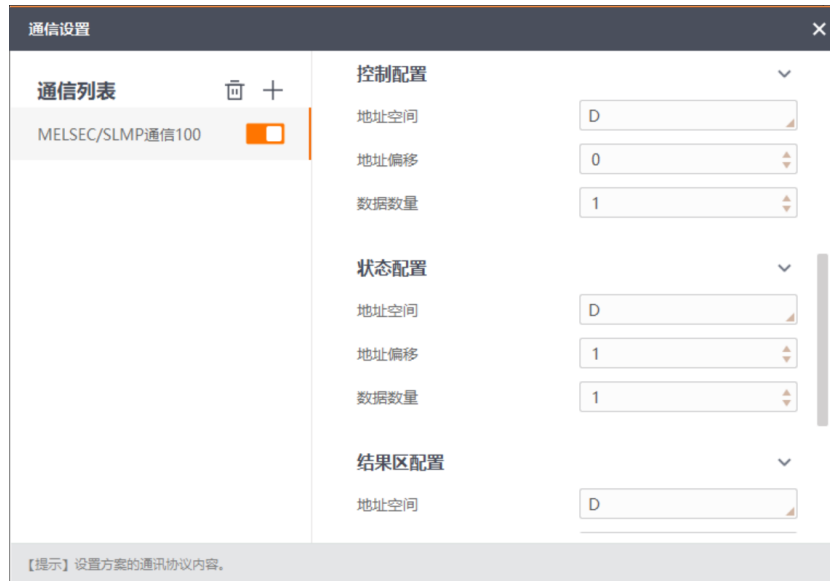 通信设置
通信列表
MELSEC/SLMP通信100
控制配置
地址空间 D
地址偏移 0
数据数量 1
状态配置
地址空间 D
地址偏移 1
数据数量 1
结果区配置
地址空间 D
【提示】设置方案的通讯协议内容。